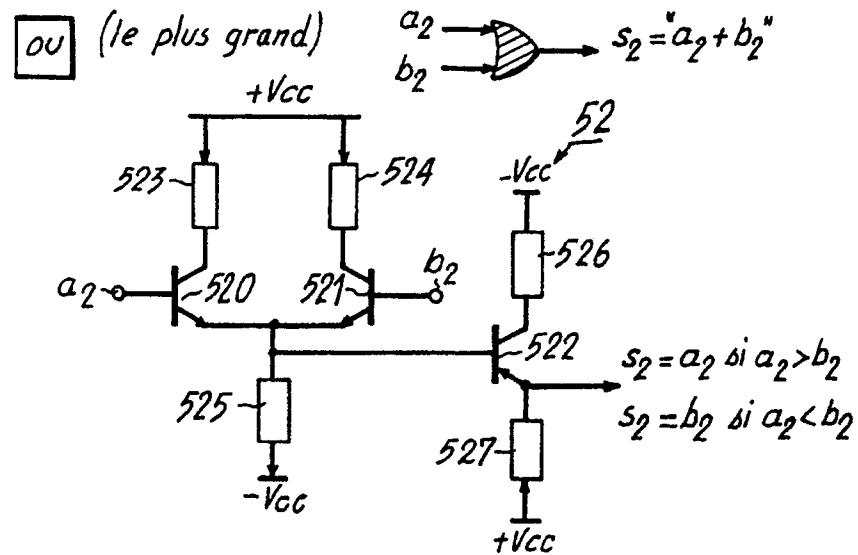 OU (le plus grand)
a2
b2
s2 = "a2 + b2"
+Vcc
52
-Vcc
523
524
526
a2
520
521
b2
522
s2 = a2 si a2 > b2
525
s2 = b2 si a2 < b2
527
-Vcc
+Vcc